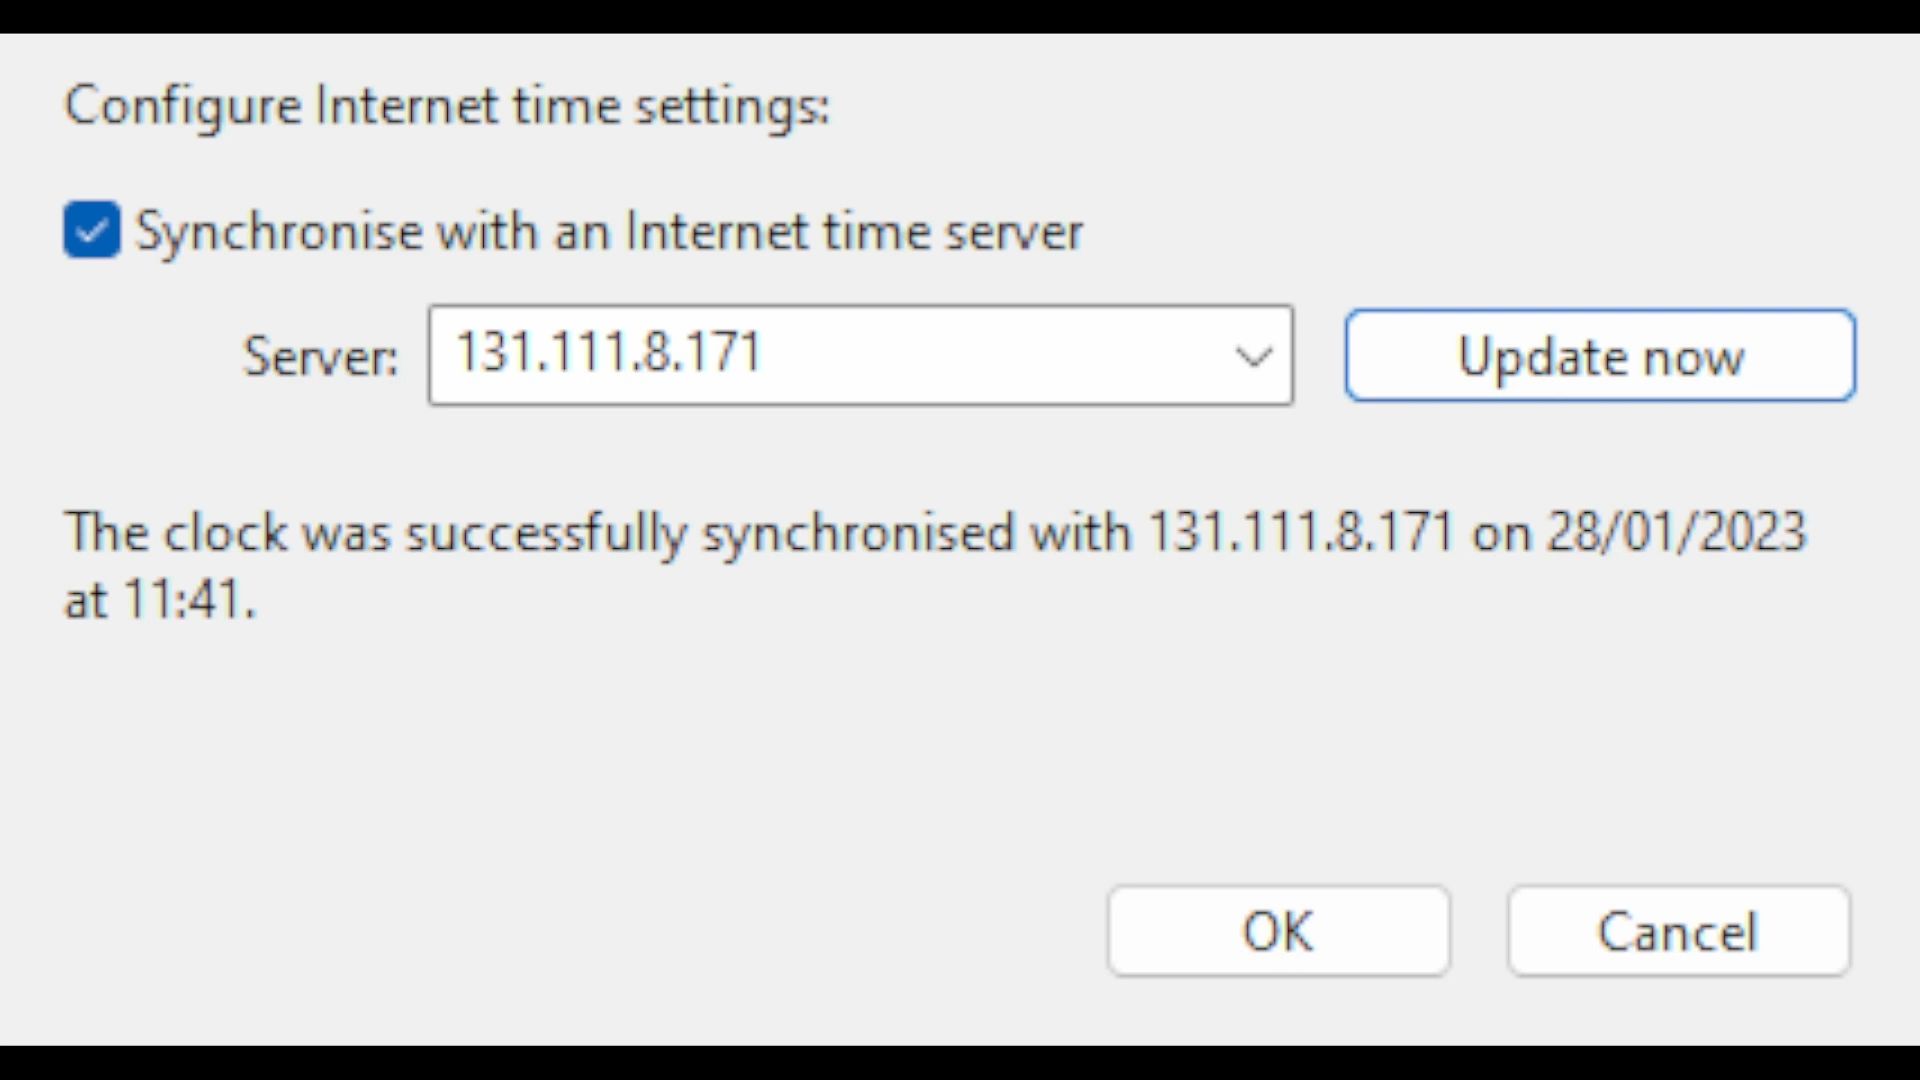 Configure Internet time settings:
Synchronise with an Internet time server
Server: 131.111.8.171 Update now
The clock was successfully synchronised with 131.111.8.171 on 28/01/2023
at 11:41.
OK Cancel